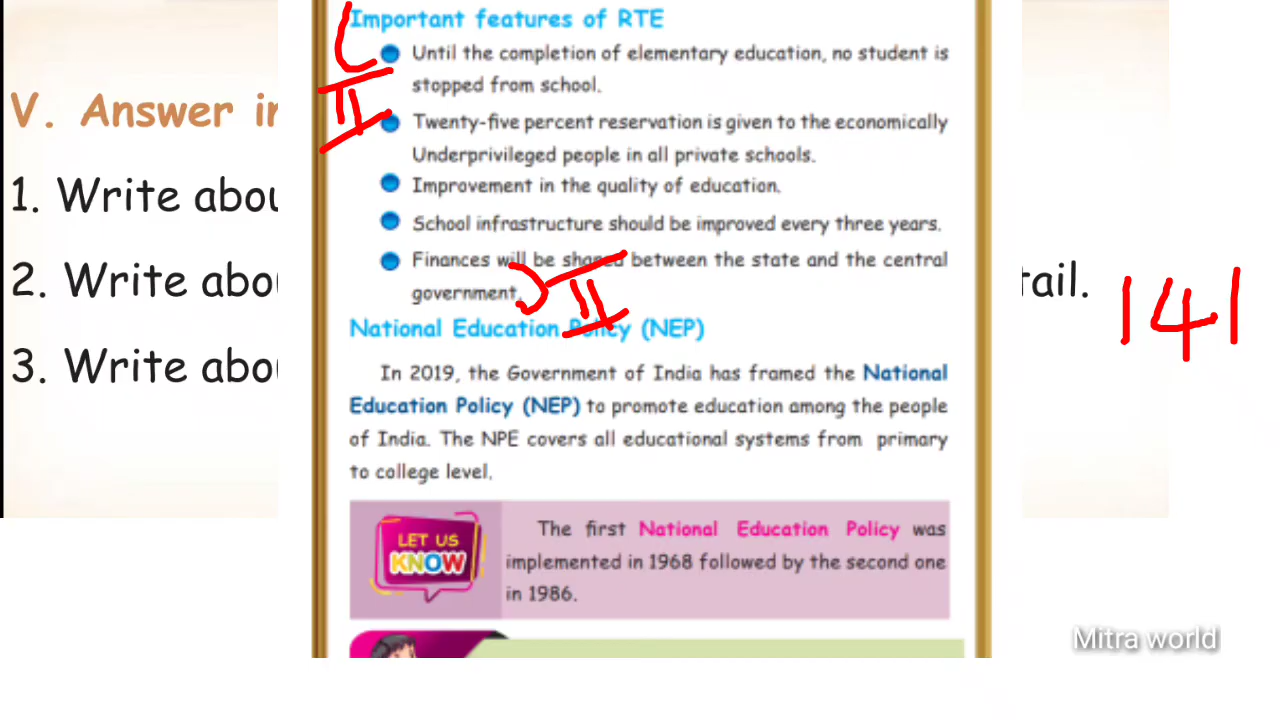 V. Answer in
1. Write abou
2. Write abo
3. Write abo
Important features of RTE
Until the completion of elementary education, no student is
stopped from school.
Twenty-five percent reservation is given to the economically
Underprivileged people in all private schools.
Improvement in the quality of education.
School infrastructure should be improved every three years.
Finances will be shared between the state and the central
government.
II
II
National Education Policy (NEP)
In 2019, the Government of India has framed the National
Education Policy (NEP) to promote education among the people
of India. The NPE covers all educational systems from primary
to college level.
LET US
KNOW
The first National Education Policy was
implemented in 1968 followed by the second one
in 1986.
tail.
141
Mitra world